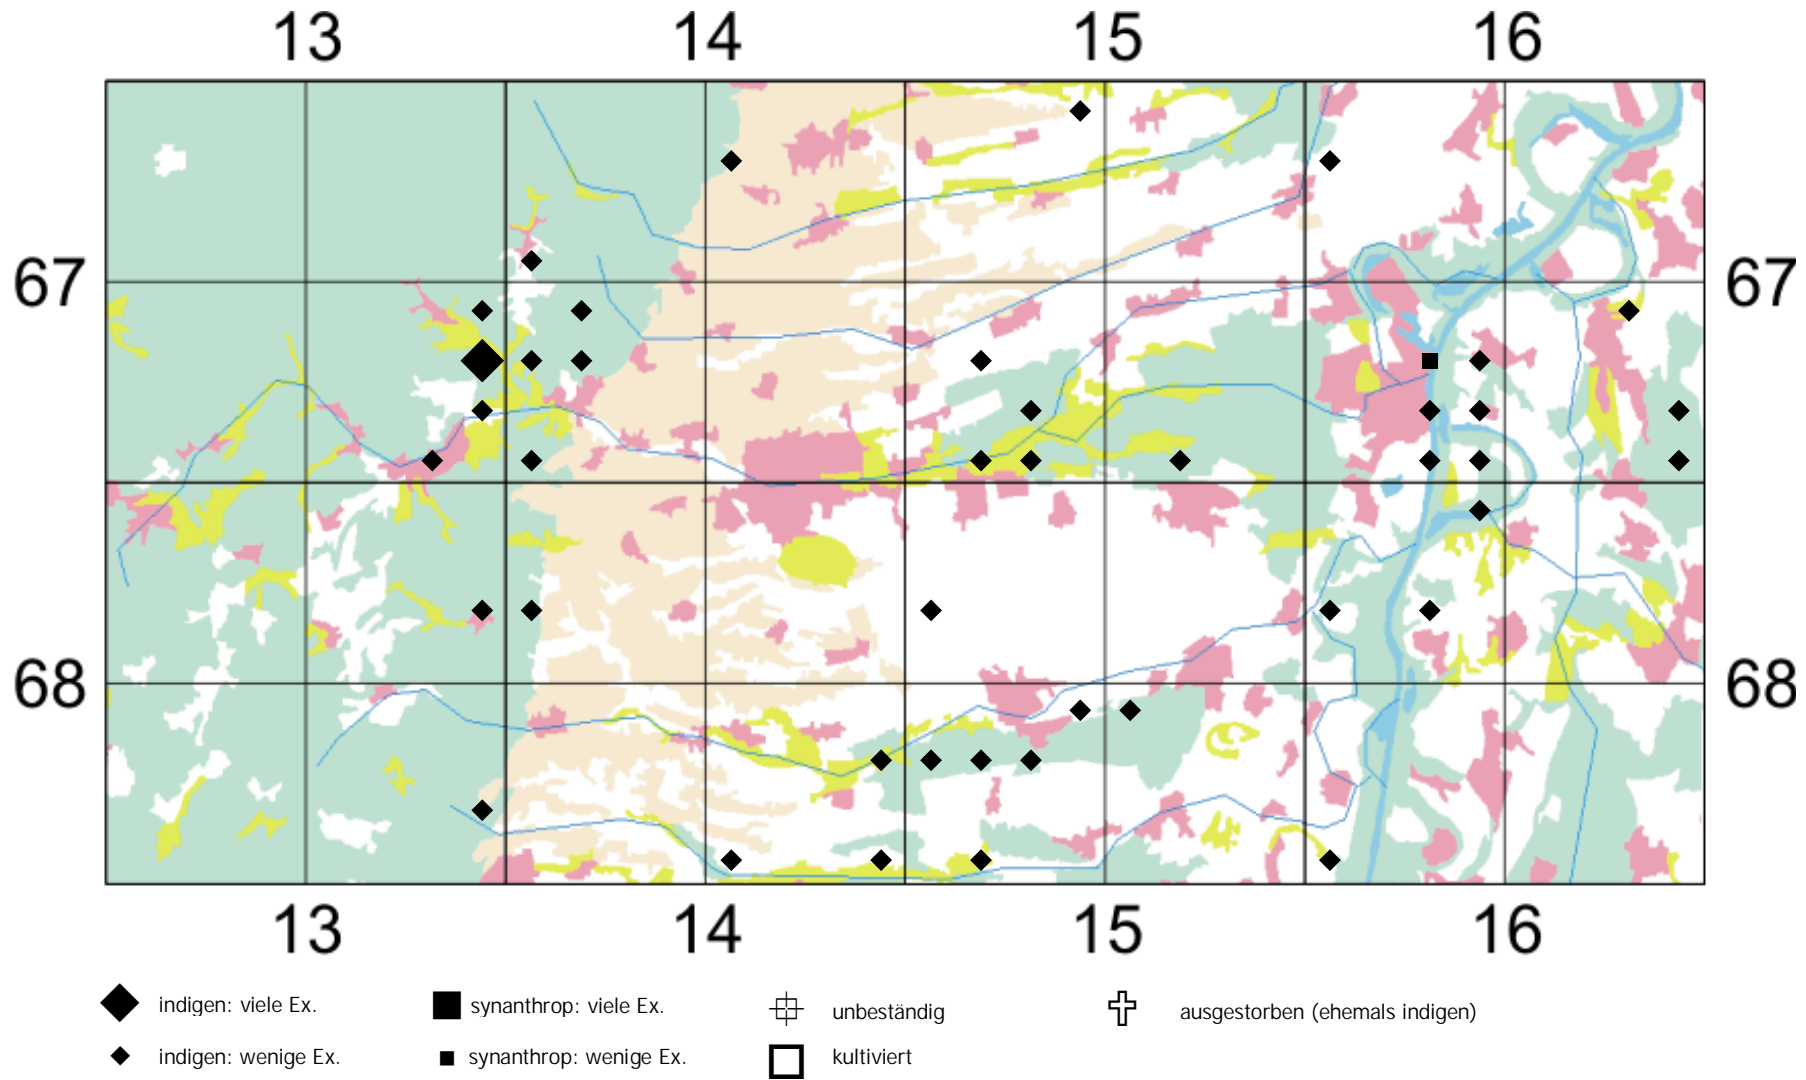 13 14 15 16
67 67
68 68
13 14 15 16
indigen: viele Ex. synanthrop: viele Ex. unbeständig ausgestorben (ehemals indigen)
indigen: wenige Ex. synanthrop: wenige Ex. kultiviert